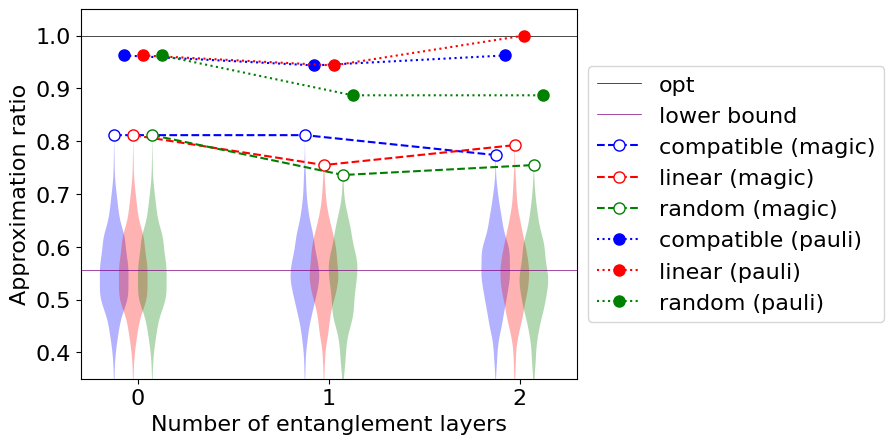 Approximation ratio
1.0
0.9
0.8
0.7
0.6
0.5
0.4
0
1
2
Number of entanglement layers
opt
lower bound
compatible (magic)
linear (magic)
random (magic)
compatible (pauli)
linear (pauli)
random (pauli)